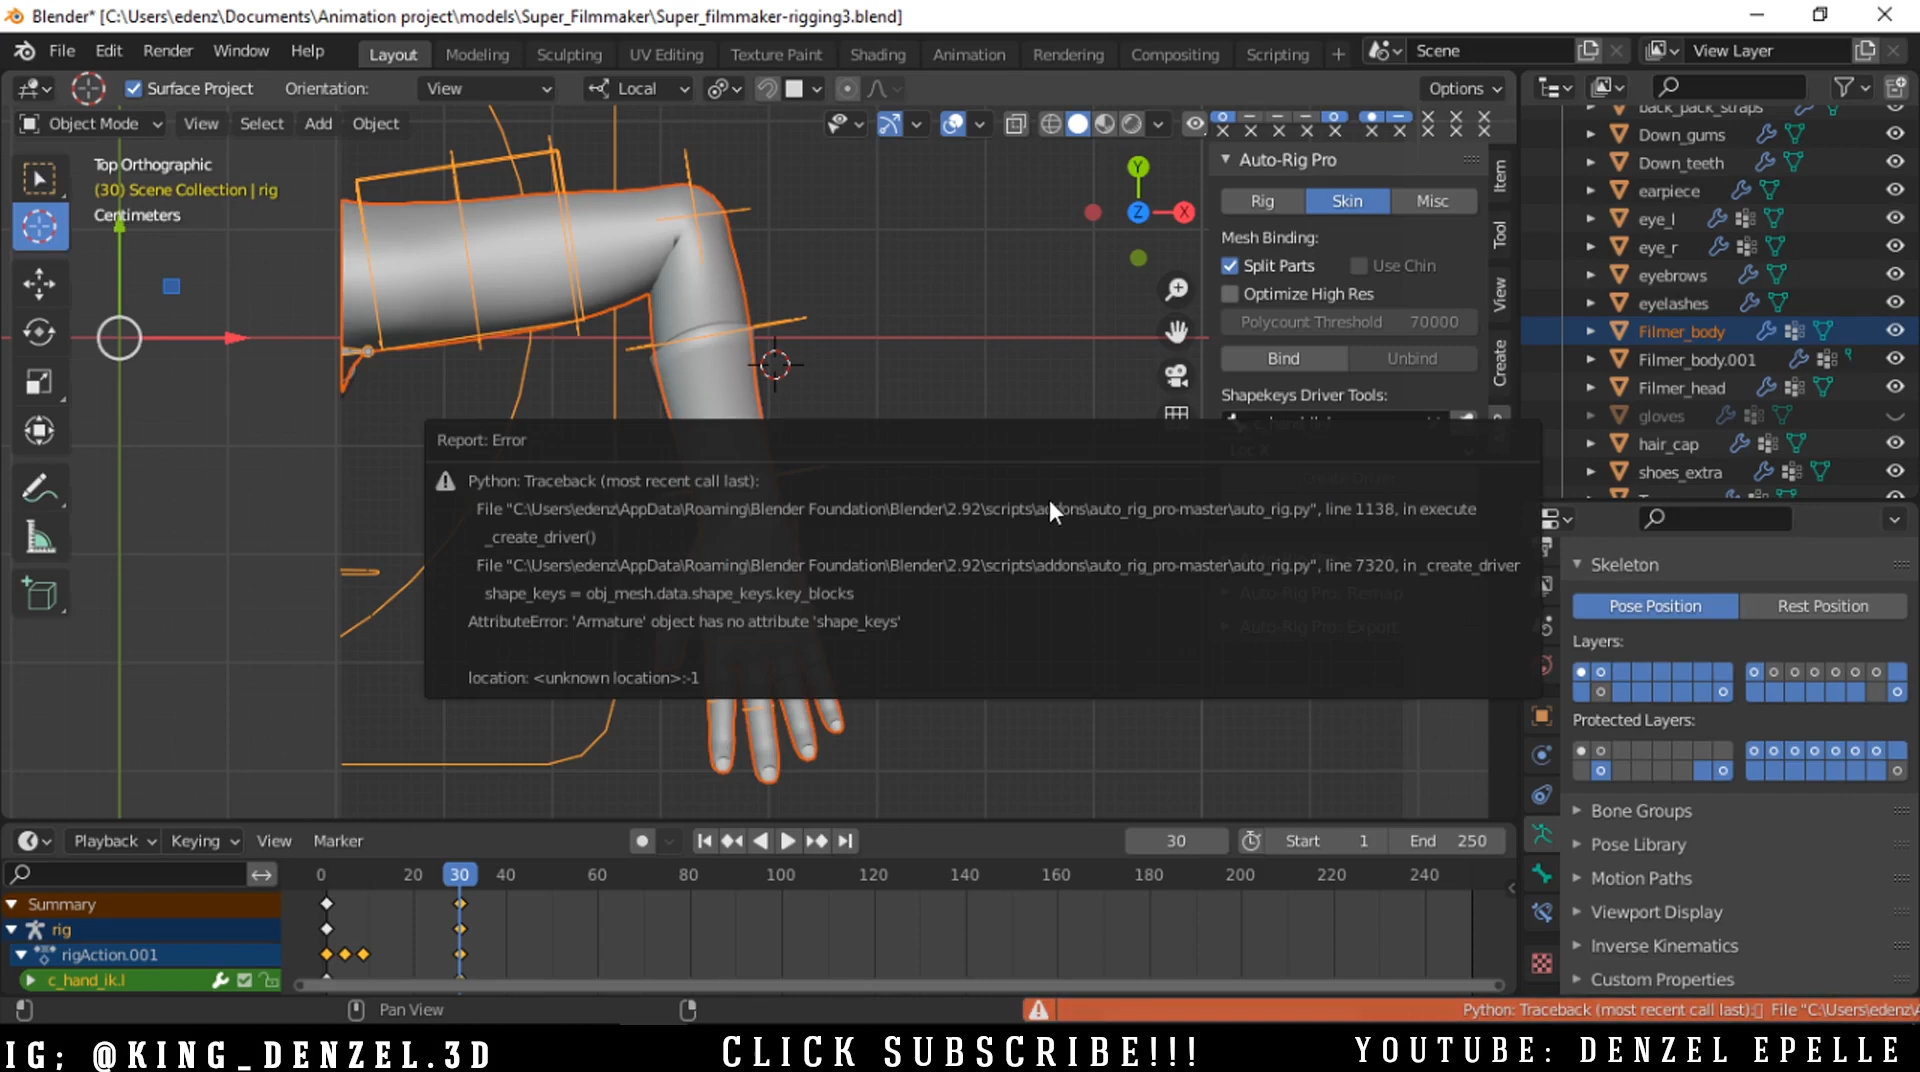 Blender* [C:\Users\edenz\Documents\Animation project\models\Super_Filmmaker\Super_filmmaker-rigging3.blend]
File Edit Render Window Help
Layout Modeling Sculpting UV Editing Texture Paint Shading Animation Rendering Compositing Scripting +
Scene
View Layer
Surface Project Orientation: View Local Options
Object Mode View Select Add Object
Top Orthographic
(30) Scene Collection | rig
Centimeters
Y
Z
X
Auto-Rig Pro
Rig Skin Misc
Mesh Binding:
Split Parts Use Chin
Optimize High Res
Polycount Threshold 70000
Bind Unbind
Shapekeys Driver Tools:
Item
Tool
View
Create
back_pack_straps
Down_gums
Down_teeth
earpiece
eye_l
eye_r
eyebrows
eyelashes
Filmer_body
Filmer_body.001
Filmer_head
gloves
hair_cap
shoes_extra
Report: Error
Python: Traceback (most recent call last):
File "C:\Users\edenz\AppData\Roaming\Blender Foundation\Blender\2.92\scripts\addons\auto_rig_pro-master\auto_rig.py", line 1138, in execute
_create_driver()
File "C:\Users\edenz\AppData\Roaming\Blender Foundation\Blender\2.92\scripts\addons\auto_rig_pro-master\auto_rig.py", line 7320, in _create_driver
shape_keys = obj_mesh.data.shape_keys.key_blocks
AttributeError: 'Armature' object has no attribute 'shape_keys'
location: <unknown location>:-1
Auto-Rig Pro: Remap
Auto-Rig Pro: Export
Skeleton
Pose Position Rest Position
Layers:
Protected Layers:
Bone Groups
Pose Library
Motion Paths
Viewport Display
Inverse Kinematics
Custom Properties
Playback Keying View Marker
30 Start 1 End 250
0 20 30 40 60 80 100 120 140 160 180 200 220 240
Summary
rig
rigAction.001
c_hand_ik.l
Pan View
Python: Traceback (most recent call last): File "C:\Users\edenz\A
IG; @KING_DENZEL.3D
CLICK SUBSCRIBE!!!
YOUTUBE: DENZEL EPELLE